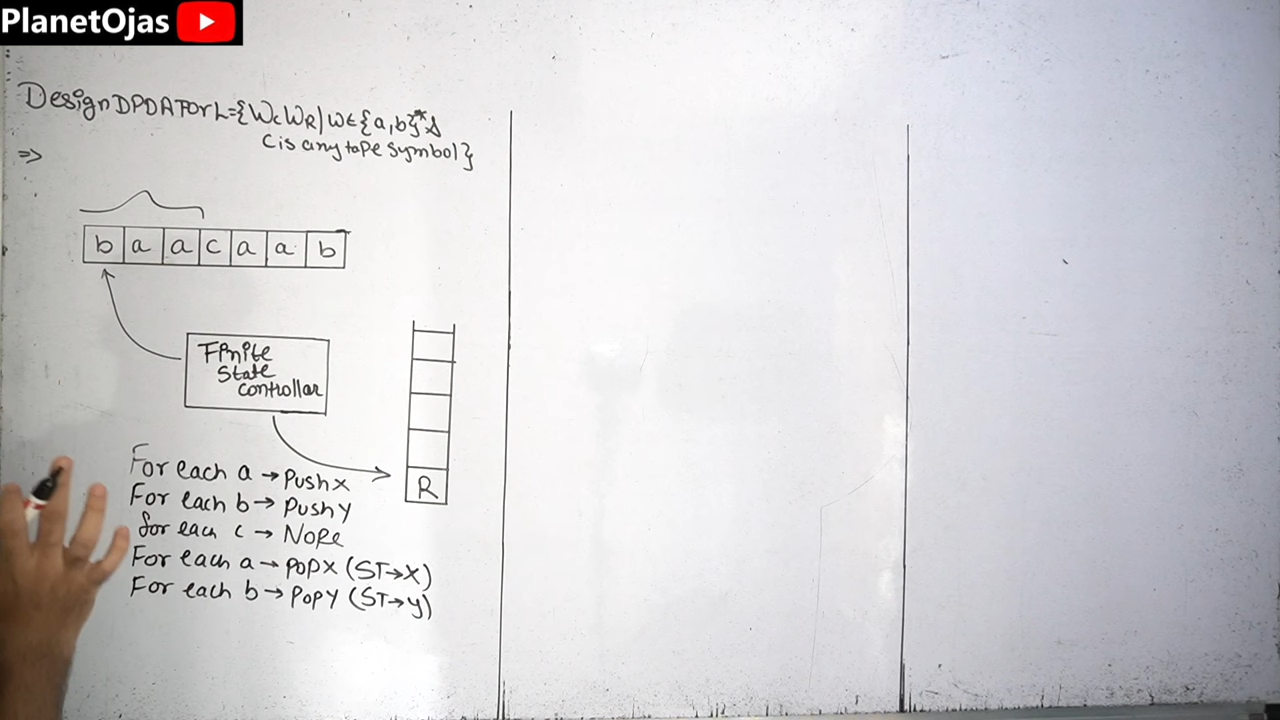 PlanetOjas
Design DPDA For L={WcWR|w∈{a,b}*&
c is any tape symbol}
⇒
b a a c a a b
Finite
State
controllar
R
For each a → Push x
For each b → Push y
for each c → Nope
For each a → Pop x (ST→x)
For each b → Pop y (ST→y)